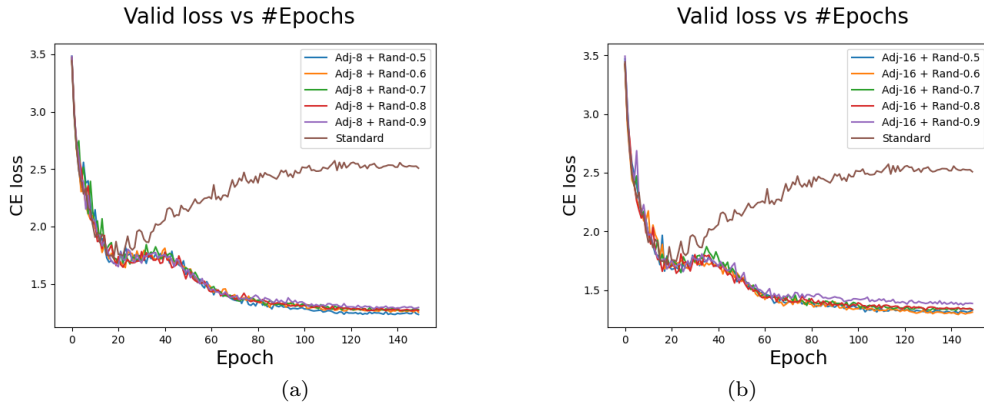 Valid loss vs #Epochs
3.5
3.0
2.5
2.0
1.5
CE loss
Adj-8 + Rand-0.5
Adj-8 + Rand-0.6
Adj-8 + Rand-0.7
Adj-8 + Rand-0.8
Adj-8 + Rand-0.9
Standard
0 20 40 60 80 100 120 140
Epoch
(a)
Valid loss vs #Epochs
3.5
3.0
2.5
2.0
1.5
CE loss
Adj-16 + Rand-0.5
Adj-16 + Rand-0.6
Adj-16 + Rand-0.7
Adj-16 + Rand-0.8
Adj-16 + Rand-0.9
Standard
0 20 40 60 80 100 120 140
Epoch
(b)